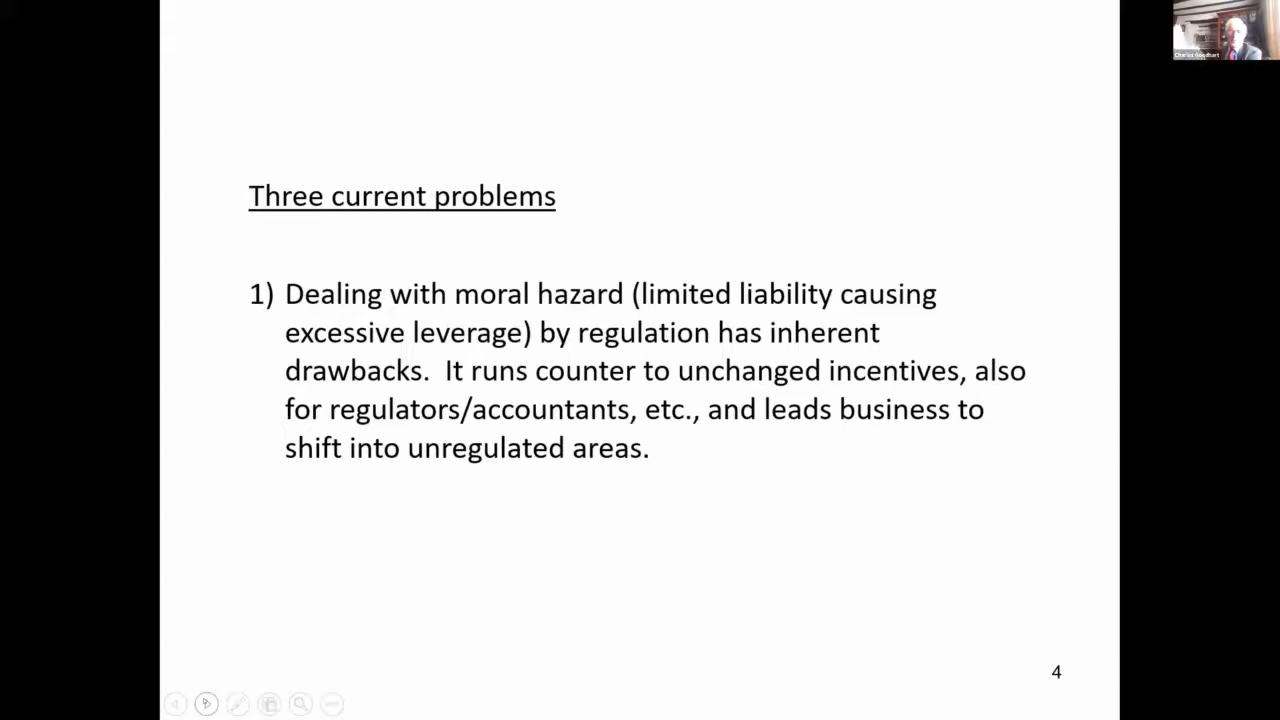 Three current problems
1) Dealing with moral hazard (limited liability causing
excessive leverage) by regulation has inherent
drawbacks. It runs counter to unchanged incentives, also
for regulators/accountants, etc., and leads business to
shift into unregulated areas.
4
Charles Goodhart